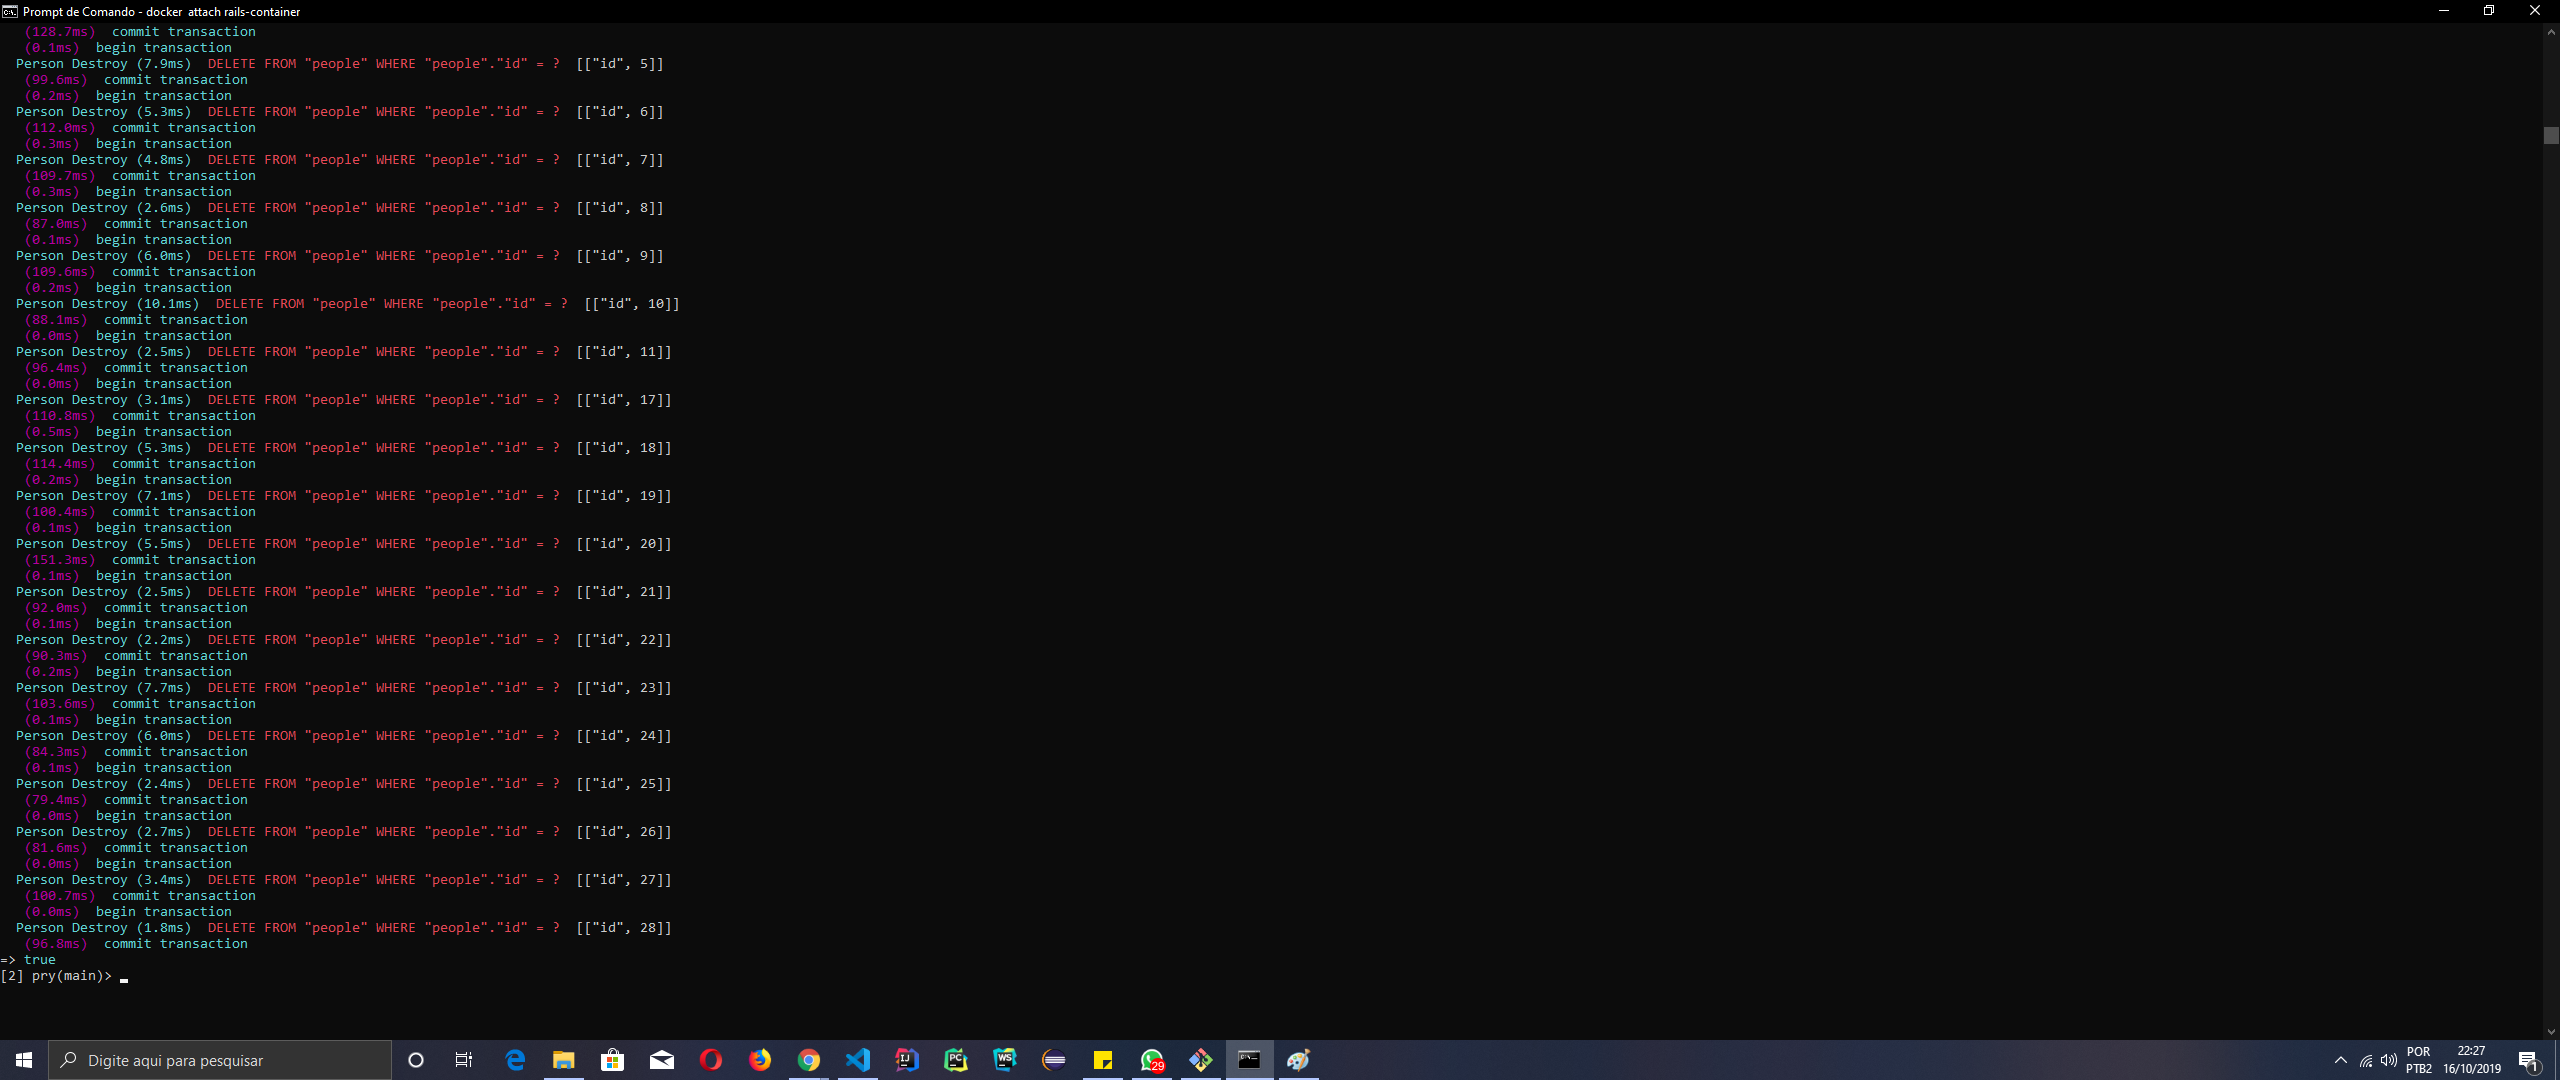 Prompt de Comando - docker  attach rails-container
(128.7ms)  commit transaction
(0.1ms)  begin transaction
Person Destroy (7.9ms)  DELETE FROM "people" WHERE "people"."id" = ?  [["id", 5]]
(99.6ms)  commit transaction
(0.2ms)  begin transaction
Person Destroy (5.3ms)  DELETE FROM "people" WHERE "people"."id" = ?  [["id", 6]]
(112.0ms)  commit transaction
(0.3ms)  begin transaction
Person Destroy (4.8ms)  DELETE FROM "people" WHERE "people"."id" = ?  [["id", 7]]
(109.7ms)  commit transaction
(0.3ms)  begin transaction
Person Destroy (2.6ms)  DELETE FROM "people" WHERE "people"."id" = ?  [["id", 8]]
(87.0ms)  commit transaction
(0.1ms)  begin transaction
Person Destroy (6.0ms)  DELETE FROM "people" WHERE "people"."id" = ?  [["id", 9]]
(109.6ms)  commit transaction
(0.2ms)  begin transaction
Person Destroy (10.1ms)  DELETE FROM "people" WHERE "people"."id" = ?  [["id", 10]]
(88.1ms)  commit transaction
(0.0ms)  begin transaction
Person Destroy (2.5ms)  DELETE FROM "people" WHERE "people"."id" = ?  [["id", 11]]
(96.4ms)  commit transaction
(0.0ms)  begin transaction
Person Destroy (3.1ms)  DELETE FROM "people" WHERE "people"."id" = ?  [["id", 17]]
(110.8ms)  commit transaction
(0.5ms)  begin transaction
Person Destroy (5.3ms)  DELETE FROM "people" WHERE "people"."id" = ?  [["id", 18]]
(114.4ms)  commit transaction
(0.2ms)  begin transaction
Person Destroy (7.1ms)  DELETE FROM "people" WHERE "people"."id" = ?  [["id", 19]]
(100.4ms)  commit transaction
(0.1ms)  begin transaction
Person Destroy (5.5ms)  DELETE FROM "people" WHERE "people"."id" = ?  [["id", 20]]
(151.3ms)  commit transaction
(0.1ms)  begin transaction
Person Destroy (2.5ms)  DELETE FROM "people" WHERE "people"."id" = ?  [["id", 21]]
(92.0ms)  commit transaction
(0.1ms)  begin transaction
Person Destroy (2.2ms)  DELETE FROM "people" WHERE "people"."id" = ?  [["id", 22]]
(90.3ms)  commit transaction
(0.2ms)  begin transaction
Person Destroy (7.7ms)  DELETE FROM "people" WHERE "people"."id" = ?  [["id", 23]]
(103.6ms)  commit transaction
(0.1ms)  begin transaction
Person Destroy (6.0ms)  DELETE FROM "people" WHERE "people"."id" = ?  [["id", 24]]
(84.3ms)  commit transaction
(0.1ms)  begin transaction
Person Destroy (2.4ms)  DELETE FROM "people" WHERE "people"."id" = ?  [["id", 25]]
(79.4ms)  commit transaction
(0.0ms)  begin transaction
Person Destroy (2.7ms)  DELETE FROM "people" WHERE "people"."id" = ?  [["id", 26]]
(81.6ms)  commit transaction
(0.0ms)  begin transaction
Person Destroy (3.4ms)  DELETE FROM "people" WHERE "people"."id" = ?  [["id", 27]]
(100.7ms)  commit transaction
(0.0ms)  begin transaction
Person Destroy (1.8ms)  DELETE FROM "people" WHERE "people"."id" = ?  [["id", 28]]
(96.8ms)  commit transaction
=> true
[2] pry(main)> 
Digite aqui para pesquisar
IJ
PC
WS
29
POR
PTB2
22:27
16/10/2019
1